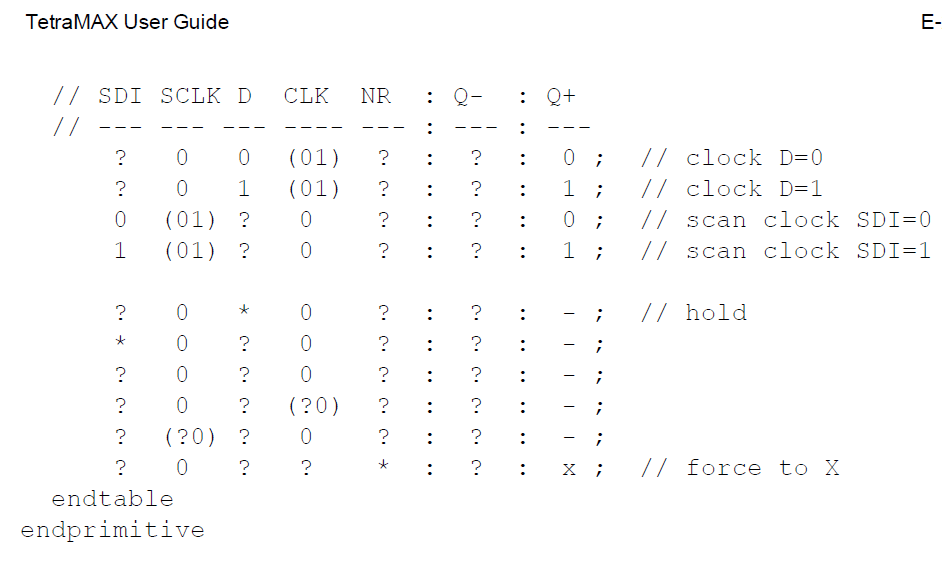 TetraMAX User Guide E-
// SDI SCLK D CLK NR : Q- : Q+
// --- --- --- ---- --- : --- : ---
? 0 0 (01) ? : ? : 0 ; // clock D=0
? 0 1 (01) ? : ? : 1 ; // clock D=1
0 (01) ? 0 ? : ? : 0 ; // scan clock SDI=0
1 (01) ? 0 ? : ? : 1 ; // scan clock SDI=1
? 0 * 0 ? : ? : - ; // hold
* 0 ? 0 ? : ? : - ;
? 0 ? 0 ? : ? : - ;
? 0 ? (?0) ? : ? : - ;
? (?0) ? 0 ? : ? : - ;
? 0 ? ? * : ? : x ; // force to X
endtable
endprimitive